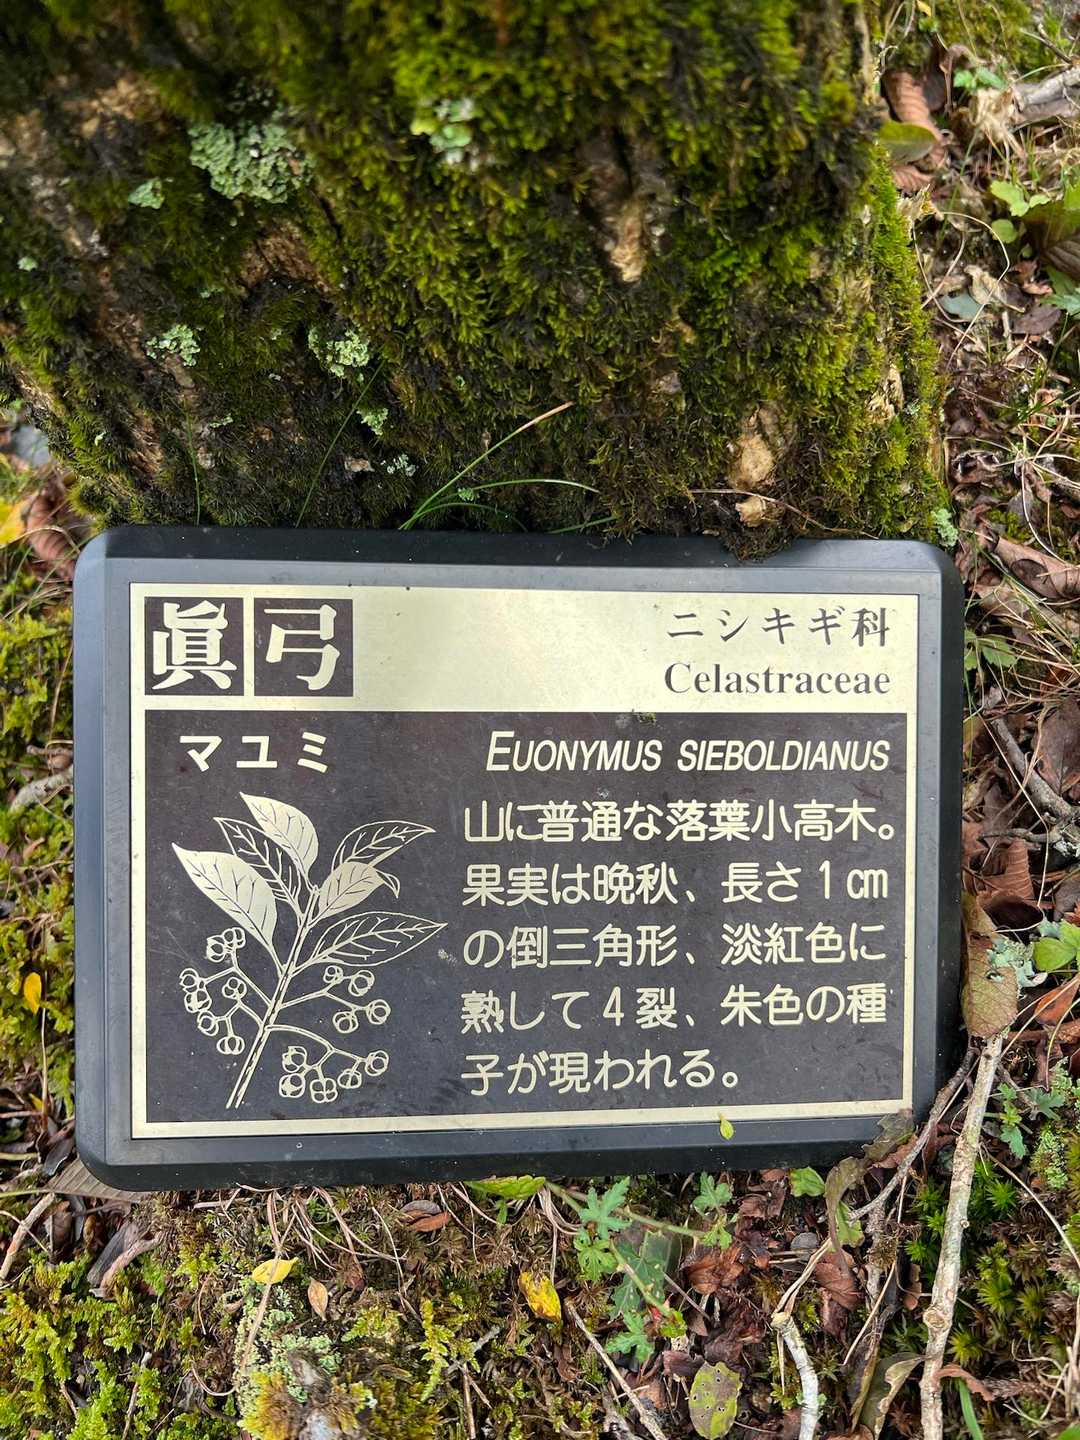 眞弓
ニシキギ科
Celastraceae
マユミ
EUONYMUS SIEBOLDIANUS
山に普通な落葉小高木。
果実は晩秋、長さ1cm
の倒三角形、淡紅色に
熟して4裂、朱色の種
子が現われる。